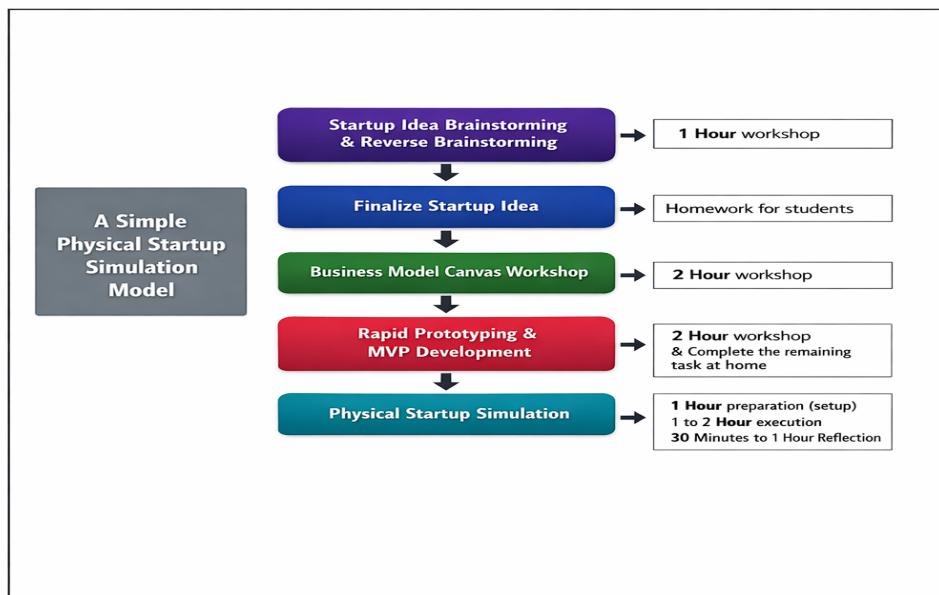 A Simple
Physical Startup
Simulation
Model
Startup Idea Brainstorming
& Reverse Brainstorming
1 Hour workshop
Finalize Startup Idea
Homework for students
Business Model Canvas Workshop
2 Hour workshop
Rapid Prototyping &
MVP Development
2 Hour workshop
& Complete the remaining
task at home
Physical Startup Simulation
1 Hour preparation (setup)
1 to 2 Hour execution
30 Minutes to 1 Hour Reflection